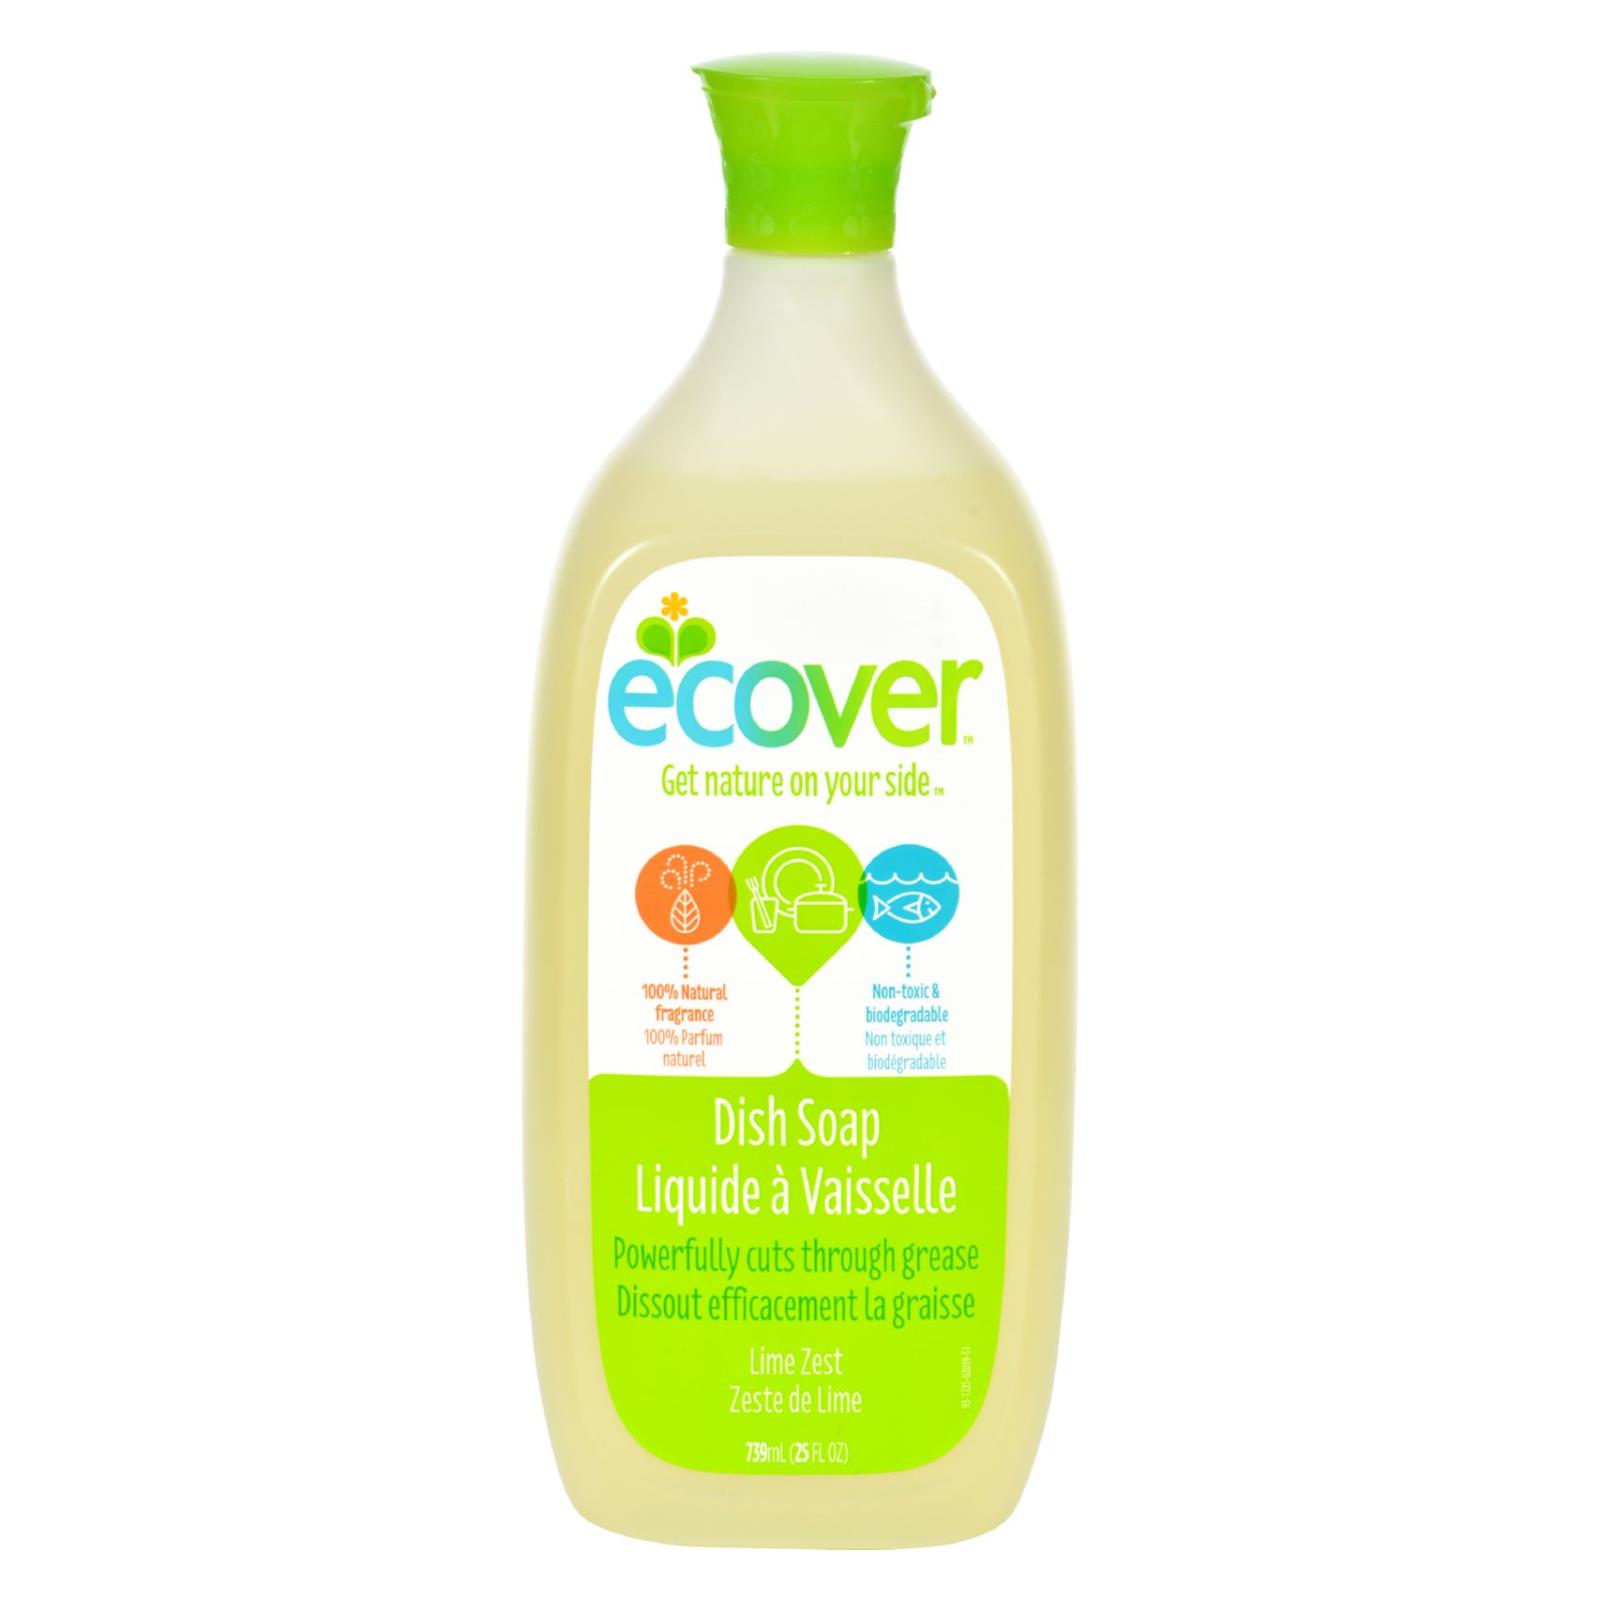 ecover™
Get nature on your side™
100% Natural
fragrance
100% Parfum
naturel
Non-toxic &
biodegradable
Non toxique et
biodégradable
Dish Soap
Liquide à Vaisselle
Powerfully cuts through grease
Dissout efficacement la graisse
Lime Zest
Zeste de Lime
739mL (25 FL OZ)